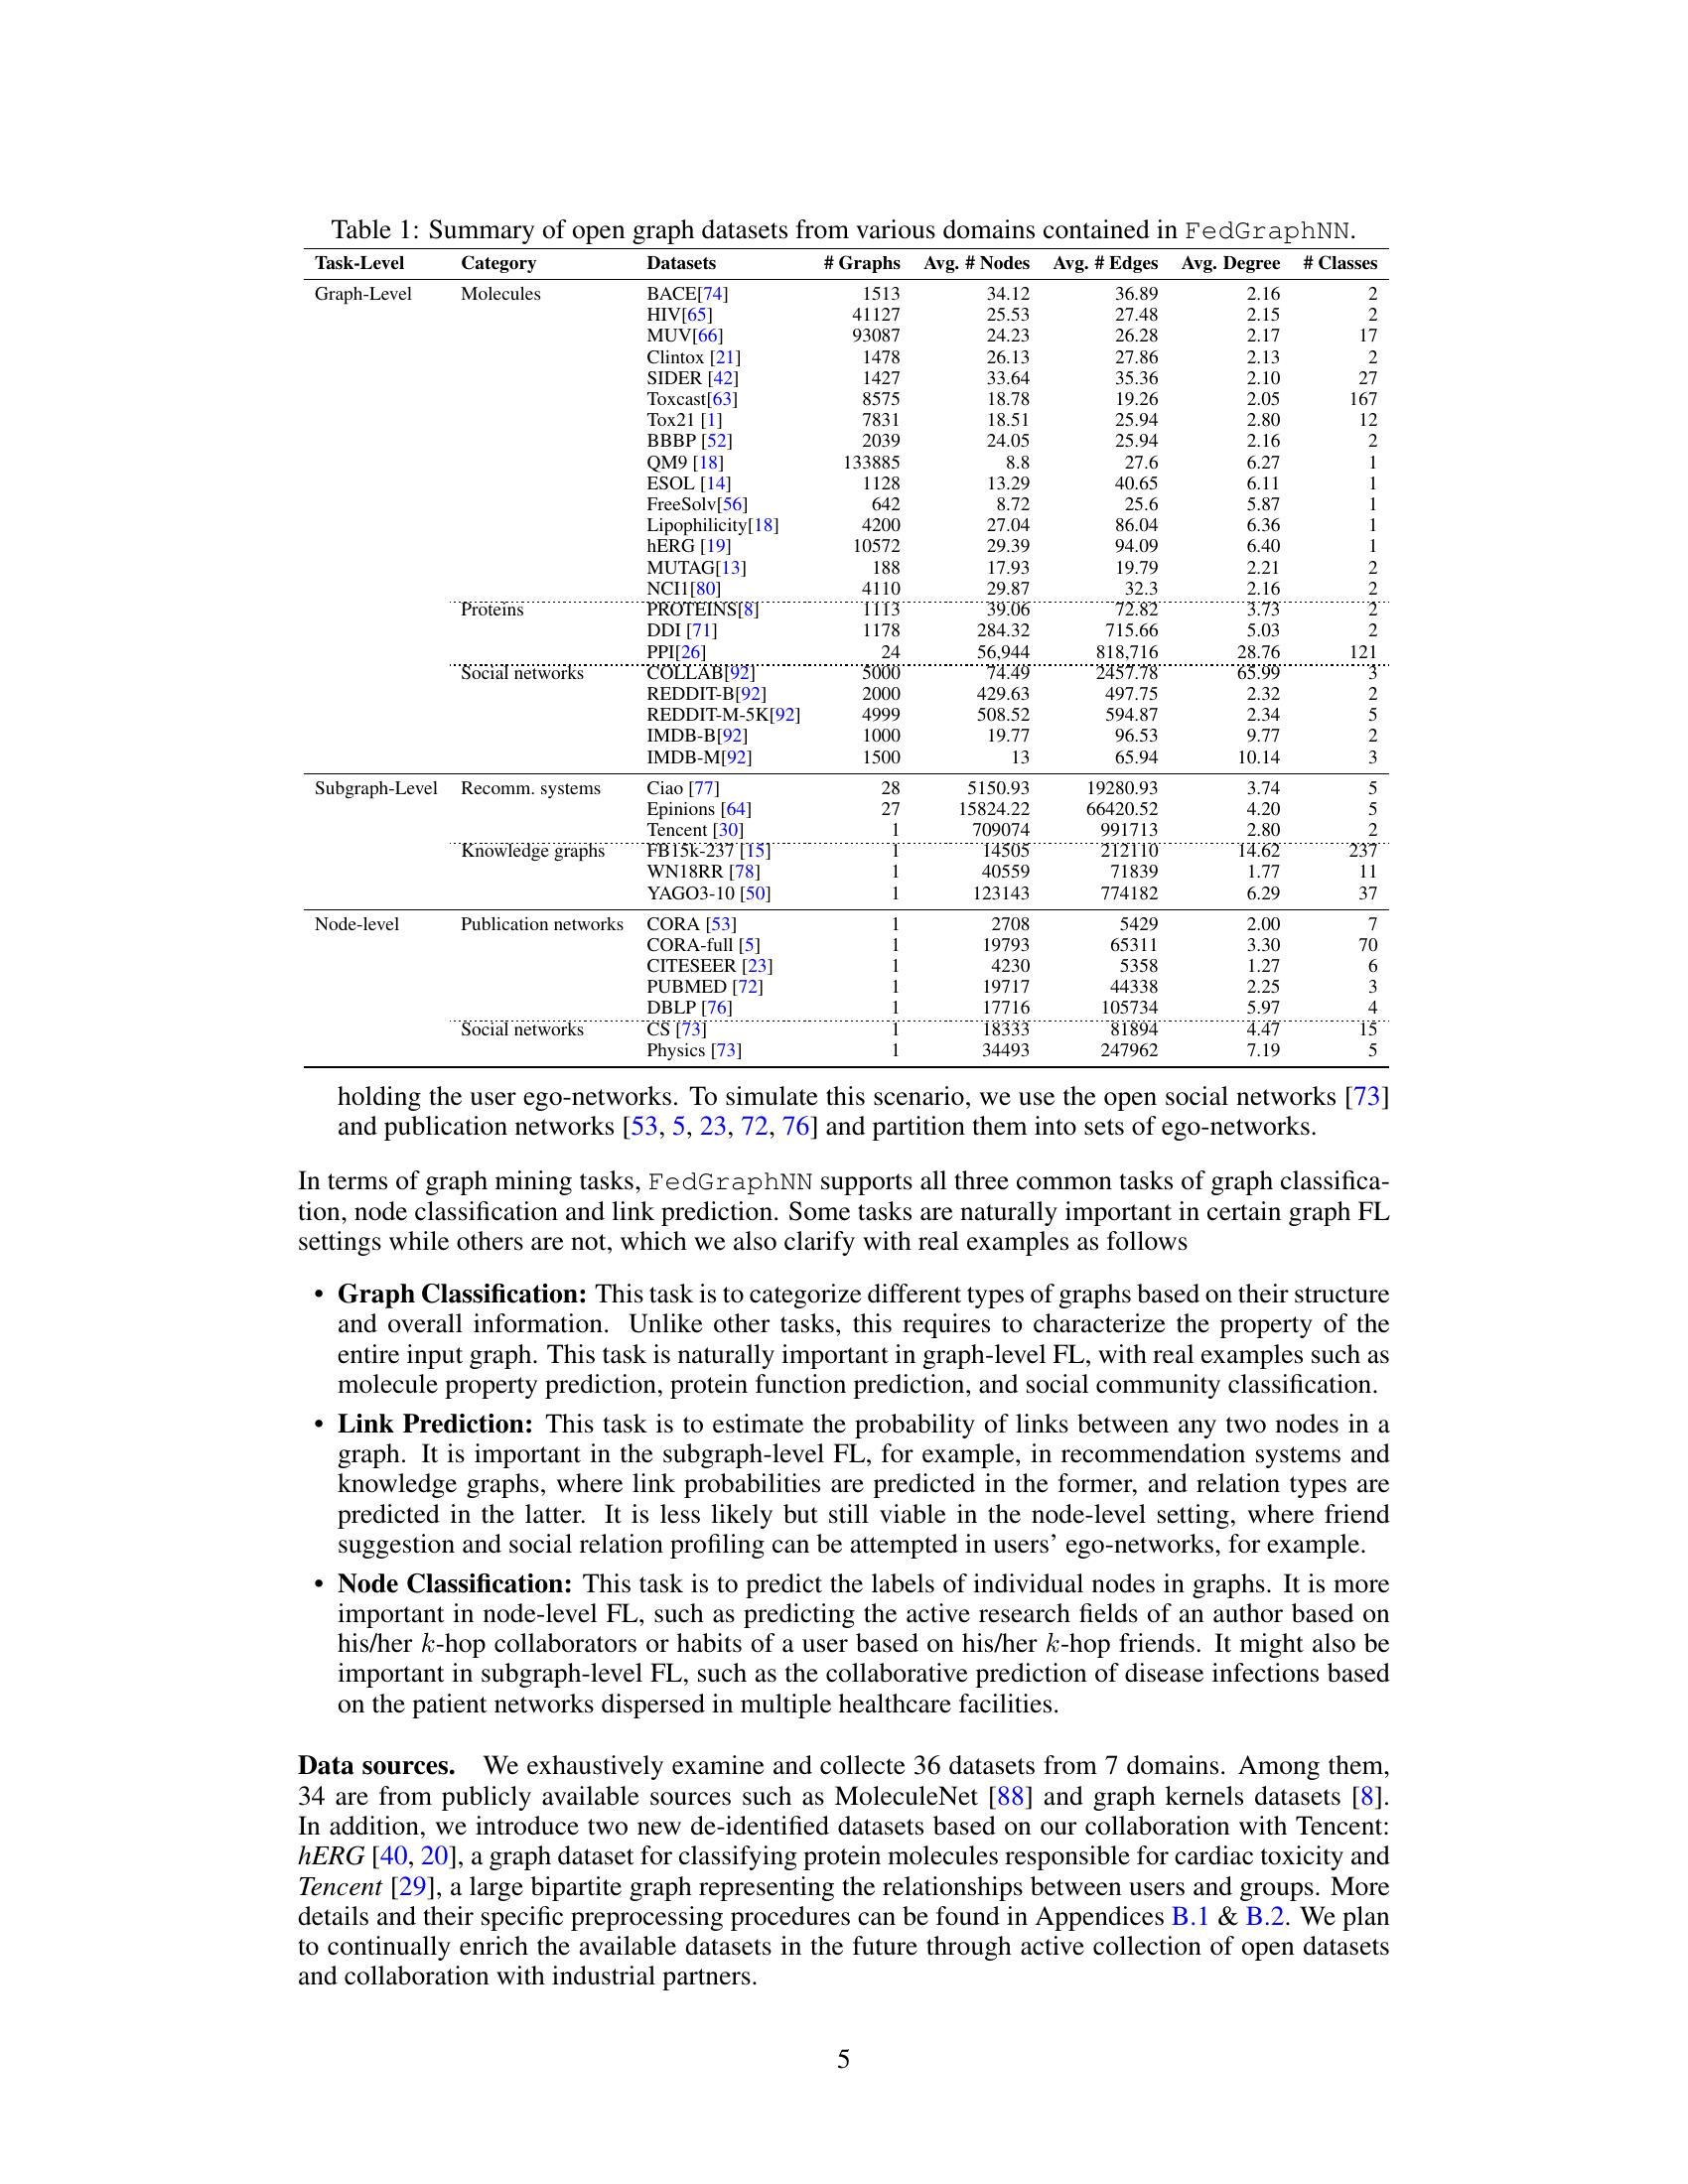 Table 1: Summary of open graph datasets from various domains contained in FedGraphNN.
Task-Level Category Datasets # Graphs Avg. # Nodes Avg. # Edges Avg. Degree # Classes
Graph-Level Molecules BACE[74] 1513 34.12 36.89 2.16 2
HIV[65] 41127 25.53 27.48 2.15 2
MUV[66] 93087 24.23 26.28 2.17 17
Clintox [21] 1478 26.13 27.86 2.13 2
SIDER [42] 1427 33.64 35.36 2.10 27
Toxcast[63] 8575 18.78 19.26 2.05 167
Tox21 [1] 7831 18.51 25.94 2.80 12
BBBP [52] 2039 24.05 25.94 2.16 2
QM9 [18] 133885 8.8 27.6 6.27 1
ESOL [14] 1128 13.29 40.65 6.11 1
FreeSolv[56] 642 8.72 25.6 5.87 1
Lipophilicity[18] 4200 27.04 86.04 6.36 1
hERG [19] 10572 29.39 94.09 6.40 1
MUTAG[13] 188 17.93 19.79 2.21 2
NCI1[80] 4110 29.87 32.3 2.16 2
Proteins PROTEINS[8] 1113 39.06 72.82 3.73 2
DDI [71] 1178 284.32 715.66 5.03 2
PPI[26] 24 56,944 818,716 28.76 121
Social networks COLLAB[92] 5000 74.49 2457.78 65.99 3
REDDIT-B[92] 2000 429.63 497.75 2.32 2
REDDIT-M-5K[92] 4999 508.52 594.87 2.34 5
IMDB-B[92] 1000 19.77 96.53 9.77 2
IMDB-M[92] 1500 13 65.94 10.14 3
Subgraph-Level Recomm. systems Ciao [77] 28 5150.93 19280.93 3.74 5
Epinions [64] 27 15824.22 66420.52 4.20 5
Tencent [30] 1 709074 991713 2.80 2
Knowledge graphs FB15k-237 [15] 1 14505 212110 14.62 237
WN18RR [78] 1 40559 71839 1.77 11
YAGO3-10 [50] 1 123143 774182 6.29 37
Node-level Publication networks CORA [53] 1 2708 5429 2.00 7
CORA-full [5] 1 19793 65311 3.30 70
CITESEER [23] 1 4230 5358 1.27 6
PUBMED [72] 1 19717 44338 2.25 3
DBLP [76] 1 17716 105734 5.97 4
Social networks CS [73] 1 18333 81894 4.47 15
Physics [73] 1 34493 247962 7.19 5
holding the user ego-networks. To simulate this scenario, we use the open social networks [73]
and publication networks [53, 5, 23, 72, 76] and partition them into sets of ego-networks.
In terms of graph mining tasks, FedGraphNN supports all three common tasks of graph classifica-
tion, node classification and link prediction. Some tasks are naturally important in certain graph FL
settings while others are not, which we also clarify with real examples as follows
• Graph Classification: This task is to categorize different types of graphs based on their structure
and overall information. Unlike other tasks, this requires to characterize the property of the
entire input graph. This task is naturally important in graph-level FL, with real examples such as
molecule property prediction, protein function prediction, and social community classification.
• Link Prediction: This task is to estimate the probability of links between any two nodes in a
graph. It is important in the subgraph-level FL, for example, in recommendation systems and
knowledge graphs, where link probabilities are predicted in the former, and relation types are
predicted in the latter. It is less likely but still viable in the node-level setting, where friend
suggestion and social relation profiling can be attempted in users' ego-networks, for example.
• Node Classification: This task is to predict the labels of individual nodes in graphs. It is more
important in node-level FL, such as predicting the active research fields of an author based on
his/her k-hop collaborators or habits of a user based on his/her k-hop friends. It might also be
important in subgraph-level FL, such as the collaborative prediction of disease infections based
on the patient networks dispersed in multiple healthcare facilities.
Data sources. We exhaustively examine and collecte 36 datasets from 7 domains. Among them,
34 are from publicly available sources such as MoleculeNet [88] and graph kernels datasets [8].
In addition, we introduce two new de-identified datasets based on our collaboration with Tencent:
hERG [40, 20], a graph dataset for classifying protein molecules responsible for cardiac toxicity and
Tencent [29], a large bipartite graph representing the relationships between users and groups. More
details and their specific preprocessing procedures can be found in Appendices B.1 & B.2. We plan
to continually enrich the available datasets in the future through active collection of open datasets
and collaboration with industrial partners.
5